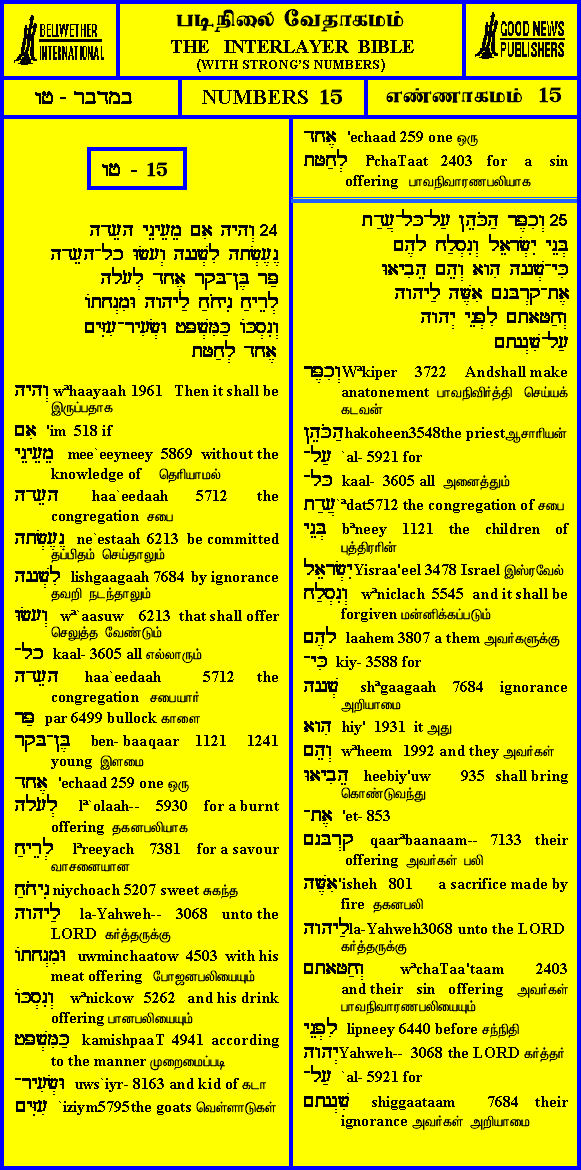 BELLWETHER
INTERNATIONAL
படிநிலை வேதாகமம்
THE INTERLAYER BIBLE
(WITH STRONG'S NUMBERS)
GOOD NEWS
PUBLISHERS
במדבר - טו
NUMBERS 15
எண்ணாகமம் 15
טו - 15
24 וְהָיָה אִם מֵעֵינֵי הָעֵדָה
נֶעֶשְׂתָה לִשְׁגָגָה וְעָשׂוּ כָל־הָעֵדָה
פַּר בֶּן־בָּקָר אֶחָד לְעֹלָה
לְרֵיחַ נִיחֹחַ לַיהוָה וּמִנְחָתוֹ
וְנִסְכּוֹ כַּמִּשְׁפָּט וּשְׂעִיר־עִזִּים
אֶחָד לְחַטָּת
וְהָיָה wᵃhaayaah 1961 Then it shall be
இருப்பதாக
אִם 'im 518 if
מֵעֵינֵי mee`eeyneey 5869 without the
knowledge of தெரியாமல்
הָעֵדָה haa`eedaah 5712 the
congregation சபை
נֶעֶשְׂתָה ne`estaah 6213 be committed
தப்பிதம் செய்தாலும்
לִשְׁגָגָה lishgaagaah 7684 by ignorance
தவறி நடந்தாலும்
וְעָשׂוּ wᵃ`aasuw 6213 that shall offer
செலுத்த வேண்டும்
כָל־ kaal- 3605 all எல்லாரும்
הָעֵדָה haa`eedaah 5712 the
congregation சபையார்
פַּר par 6499 bullock காளை
בֶּן־בָּקָר ben- baaqaar 1121 1241
young இளமை
אֶחָד 'echaad 259 one ஒரு
לְעֹלָה lᵃ`olaah-- 5930 for a burnt
offering தகனபலியாக
לְרֵיחַ lᵃreeyach 7381 for a savour
வாசனையான
נִיחֹחַ niychoach 5207 sweet சுகந்த
לַיהוָה la-Yahweh-- 3068 unto the
LORD கர்த்தருக்கு
וּמִנְחָתוֹ uwminchaatow 4503 with his
meat offering போஜனபலியையும்
וְנִסְכּוֹ wᵃnickow 5262 and his drink
offering பானபலியையும்
כַּמִּשְׁפָּט kamishpaaT 4941 according
to the manner முறைமைப்படி
וּשְׂעִיר־ uws`iyr- 8163 and kid of கடா
עִזִּים `iziym5795the goats வெள்ளாடுகள்
אֶחָד 'echaad 259 one ஒரு
לְחַטָּת lᵃchaTaat 2403 for a sin
offering பாவநிவாரணபலியாக
25 וְכִפֶּר הַכֹּהֵן עַל־כָּל־עֲדַת
בְּנֵי יִשְׂרָאֵל וְנִסְלַח לָהֶם
כִּי־שְׁגָגָה הִוא וְהֵם הֵבִיאוּ
אֶת־קָרְבָּנָם אִשֶּׁה לַיהוָה
וְחַטָּאתָם לִפְנֵי יְהוָה
עַל־שִׁגְגָתָם
וְכִפֶּר Wᵃkiper 3722 Andshall make
anatonement பாவநிவிர்த்தி செய்யக்
கடவன்
הַכֹּהֵן hakoheen3548the priestஆசாரியன்
עַל־ `al- 5921 for
כָּל־ kaal- 3605 all அனைத்தும்
עֲדַת `ᵃdat5712 the congregation of சபை
בְּנֵי bᵃneey 1121 the children of
புத்திரரின்
יִשְׂרָאֵל Yisraa'eel 3478 Israel இஸ்ரவேல்
וְנִסְלַח wᵃniclach 5545 and it shall be
forgiven மன்னிக்கப்படும்
לָהֶם laahem 3807 a them அவர்களுக்கு
כִּי־ kiy- 3588 for
שְׁגָגָה shᵃgaagaah 7684 ignorance
அறியாமை
הִוא hiy' 1931 it அது
וְהֵם wᵃheem 1992 and they அவர்கள்
הֵבִיאוּ heebiy'uw 935 shall bring
கொண்டுவந்து
אֶת־ 'et- 853
קָרְבָּנָם qaarᵃbaanaam-- 7133 their
offering அவர்கள் பலி
אִשֶּׁה 'isheh 801 a sacrifice made by
fire தகனபலி
לַיהוָה la-Yahweh3068 unto the LORD
கர்த்தருக்கு
וְחַטָּאתָם wᵃchaTaa'taam 2403
and their sin offering அவர்கள்
பாவநிவாரணபலியையும்
לִפְנֵי lipneey 6440 before சந்நிதி
יְהוָה Yahweh-- 3068 the LORD கர்த்தர்
עַל־ `al- 5921 for
שִׁגְגָתָם shiggaataam 7684 their
ignorance அவர்கள் அறியாமை